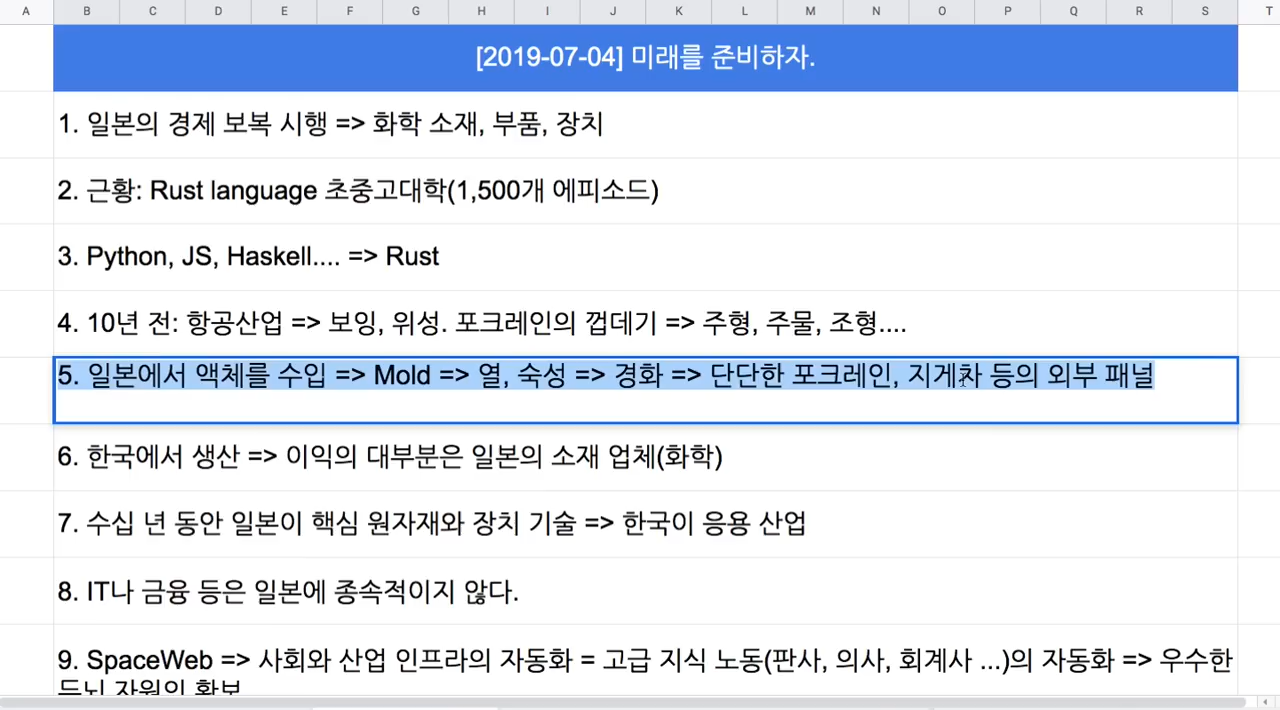 A B C D E F G H I J K L M N O P Q R S T
[2019-07-04] 미래를 준비하자.
1. 일본의 경제 보복 시행 => 화학 소재, 부품, 장치
2. 근황: Rust language 초중고대학(1,500개 에피소드)
3. Python, JS, Haskell.... => Rust
4. 10년 전: 항공산업 => 보잉, 위성. 포크레인의 껍데기 => 주형, 주물, 조형....
5. 일본에서 액체를 수입 => Mold => 열, 숙성 => 경화 => 단단한 포크레인, 지게차 등의 외부 패널
6. 한국에서 생산 => 이익의 대부분은 일본의 소재 업체(화학)
7. 수십 년 동안 일본이 핵심 원자재와 장치 기술 => 한국이 응용 산업
8. IT나 금융 등은 일본에 종속적이지 않다.
9. SpaceWeb => 사회와 산업 인프라의 자동화 = 고급 지식 노동(판사, 의사, 회계사 ...)의 자동화 => 우수한
두뇌 자원의 확보